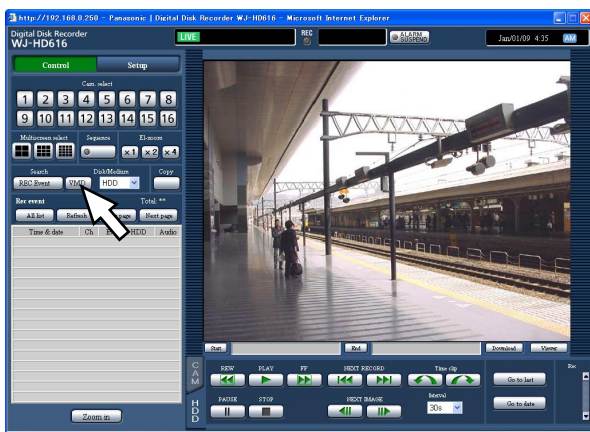 http://192.168.0.250 - Panasonic | Digital Disk Recorder WJ-HD616 - Microsoft Internet Explorer
Digital Disk Recorder
WJ-HD616
LIVE
REC
ALARM
SUSPEND
Jan/01/09 4:35 AM
Control Setup
Cam. select
1 2 3 4 5 6 7 8
9 10 11 12 13 14 15 16
Multiscreen select Sequence El-zoom
x1 x2 x4
Search Disk/Medium Copy
REC Event VMD HDD
Rec event Total: **
All list Refresh page Next page
Time & date Ch HDD Audio
Zoom in
Start End Download Viewer
CAM
HDD
REW PLAY FF NEXT RECORD Time slip Rec
Go to last
PAUSE STOP NEXT IMAGE Interval
30s
Go to date